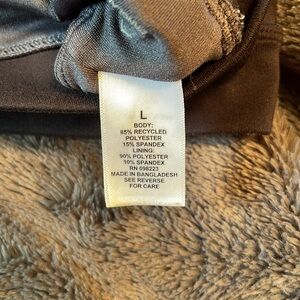 L
BODY:
85% RECYCLED
POLYESTER
15% SPANDEX
LINING:
90% POLYESTER
10% SPANDEX
RN 098223
MADE IN BANGLADESH
SEE REVERSE
FOR CARE